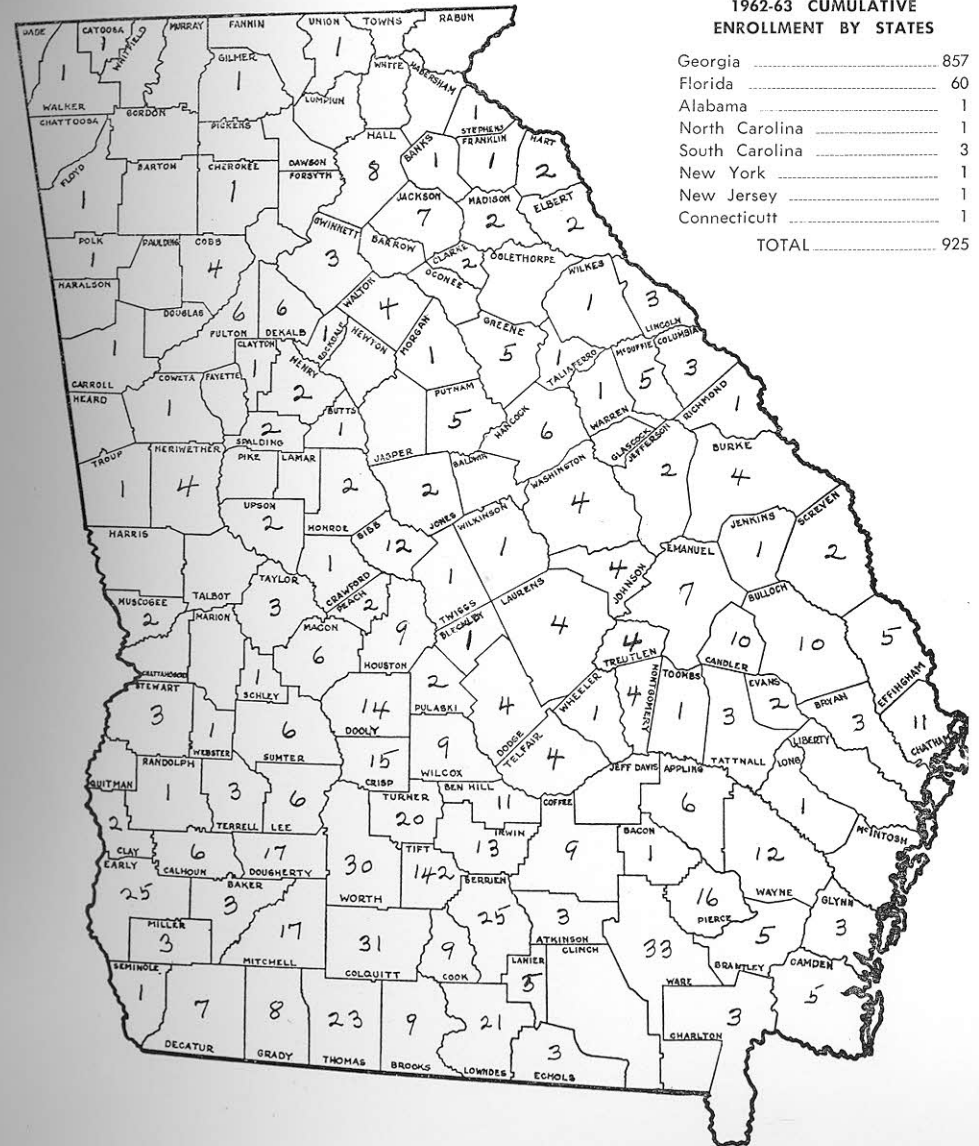 1962-63 CUMULATIVE
ENROLLMENT BY STATES
Georgia 857
Florida 60
Alabama 1
North Carolina 1
South Carolina 3
New York 1
New Jersey 1
Connecticutt 1
TOTAL 925
DADE 1
CATOOSA 1
WHITFIELD
MURRAY
FANNIN
UNION 1
TOWNS
RABUN
WALKER
GILMER 1
LUMPKIN
WHITE
HABERSHAM
STEPHENS 1
CHATTOOGA
GORDON
PICKENS
DAWSON
HALL 8
BANKS 1
FRANKLIN 1
HART 2
FLOYD 1
BARTOW
CHEROKEE 1
FORSYTH
JACKSON 7
MADISON 2
ELBERT 2
POLK 1
PAULDING
COBB 4
GWINNETT 3
BARROW
CLARKE 2
OCONEE
OGLETHORPE
WILKES 1
LINCOLN 3
HARALSON
DOUGLAS
FULTON 6
DEKALB 6
ROCKDALE 1
WALTON 4
NEWTON
MORGAN 1
GREENE 5
TALIAFERRO 1
WARREN 1
McDUFFIE 5
COLUMBIA 3
CARROLL 1
CLAYTON 1
HENRY 2
PUTNAM 5
HANCOCK 6
GLASCOCK
JEFFERSON 2
RICHMOND 1
HEARD
COWETA 1
FAYETTE
SPALDING 2
BUTTS 1
JASPER
BALDWIN
WASHINGTON 4
BURKE 4
TROUP 1
MERIWETHER 4
PIKE
LAMAR
MONROE 2
JONES 2
WILKINSON 1
JENKINS 1
SCREVEN 2
HARRIS
UPSON 2
CRAWFORD 1
BIBB 12
TWIGGS 1
JOHNSON 4
EMANUEL 7
MUSCOGEE 2
TALBOT
TAYLOR 3
PEACH 2
HOUSTON 9
BLECKLEY 1
LAURENS 4
TREUTLEN 4
CANDLER 10
BULLOCH 10
EFFINGHAM 5
CHATTAHOOCHEE
MARION
SCHLEY 1
MACON 6
PULASKI 2
DODGE 4
WHEELER 1
MONTGOMERY 4
TOOMBS 1
TATTNALL 3
EVANS 2
BRYAN 3
CHATHAM 11
STEWART 3
WEBSTER 1
SUMTER 6
DOOLY 14
WILCOX 9
TELFAIR 4
JEFF DAVIS
APPLING 6
LONG 1
LIBERTY
QUITMAN
RANDOLPH 1
TERRELL 3
LEE 6
CRISP 15
TURNER 20
BEN HILL 11
IRWIN 13
COFFEE 9
BACON 1
WAYNE 12
McINTOSH
CLAY 2
CALHOUN 6
DOUGHERTY 17
WORTH 30
TIFT 142
BERRIEN 25
ATKINSON 3
PIERCE 16
BRANTLEY 5
GLYNN 3
EARLY 25
BAKER 3
MILLER 3
MITCHELL 17
COLQUITT 31
COOK 9
LANIER 5
CLINCH
WARE 33
CAMDEN 5
SEMINOLE 1
DECATUR 7
GRADY 8
THOMAS 23
BROOKS 9
LOWNDES 21
ECHOLS 3
CHARLTON 3